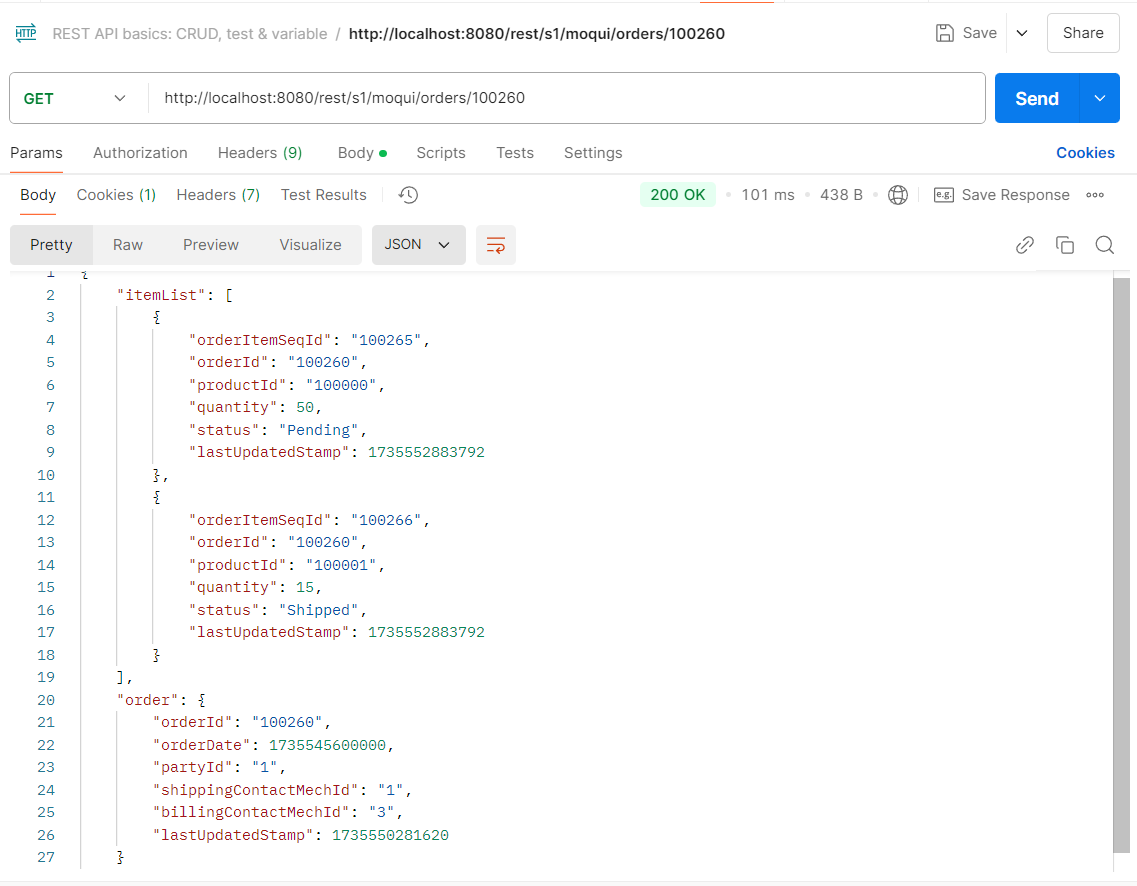 HTTP REST API basics: CRUD, test & variable / http://localhost:8080/rest/s1/moqui/orders/100260 Save Share
GET http://localhost:8080/rest/s1/moqui/orders/100260 Send
Params Authorization Headers (9) Body Scripts Tests Settings Cookies
Body Cookies (1) Headers (7) Test Results 200 OK 101 ms 438 B e.g. Save Response
Pretty Raw Preview Visualize JSON
1 {
2 "itemList": [
3 {
4 "orderItemSeqId": "100265",
5 "orderId": "100260",
6 "productId": "100000",
7 "quantity": 50,
8 "status": "Pending",
9 "lastUpdatedStamp": 1735552883792
10 },
11 {
12 "orderItemSeqId": "100266",
13 "orderId": "100260",
14 "productId": "100001",
15 "quantity": 15,
16 "status": "Shipped",
17 "lastUpdatedStamp": 1735552883792
18 }
19 ],
20 "order": {
21 "orderId": "100260",
22 "orderDate": 1735545600000,
23 "partyId": "1",
24 "shippingContactMechId": "1",
25 "billingContactMechId": "3",
26 "lastUpdatedStamp": 1735550281620
27 }